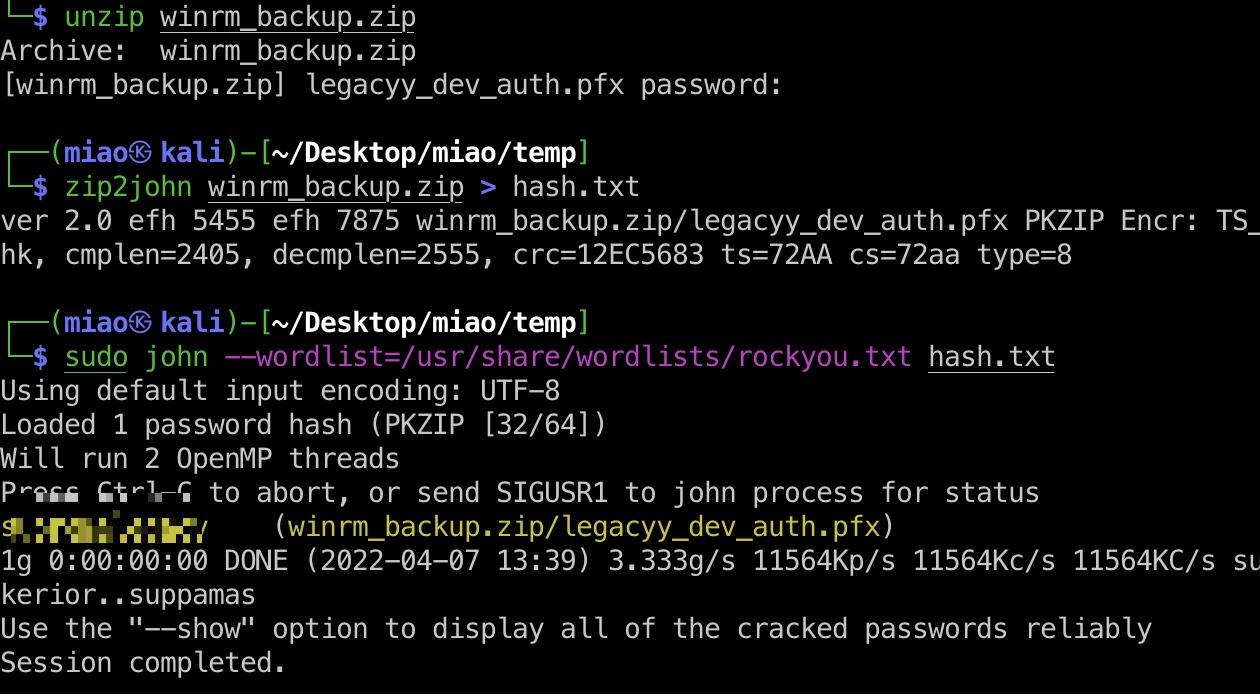 └─$ unzip winrm_backup.zip
Archive:  winrm_backup.zip
[winrm_backup.zip] legacyy_dev_auth.pfx password:
┌──(miao㉿kali)-[~/Desktop/miao/temp]
└─$ zip2john winrm_backup.zip > hash.txt
ver 2.0 efh 5455 efh 7875 winrm_backup.zip/legacyy_dev_auth.pfx PKZIP Encr: TS_
hk, cmplen=2405, decmplen=2555, crc=12EC5683 ts=72AA cs=72aa type=8
┌──(miao㉿kali)-[~/Desktop/miao/temp]
└─$ sudo john --wordlist=/usr/share/wordlists/rockyou.txt hash.txt
Using default input encoding: UTF-8
Loaded 1 password hash (PKZIP [32/64])
Will run 2 OpenMP threads
Press Ctrl-C to abort, or send SIGUSR1 to john process for status
(winrm_backup.zip/legacyy_dev_auth.pfx)
1g 0:00:00:00 DONE (2022-04-07 13:39) 3.333g/s 11564Kp/s 11564Kc/s 11564KC/s su
kerior..suppamas
Use the "--show" option to display all of the cracked passwords reliably
Session completed.